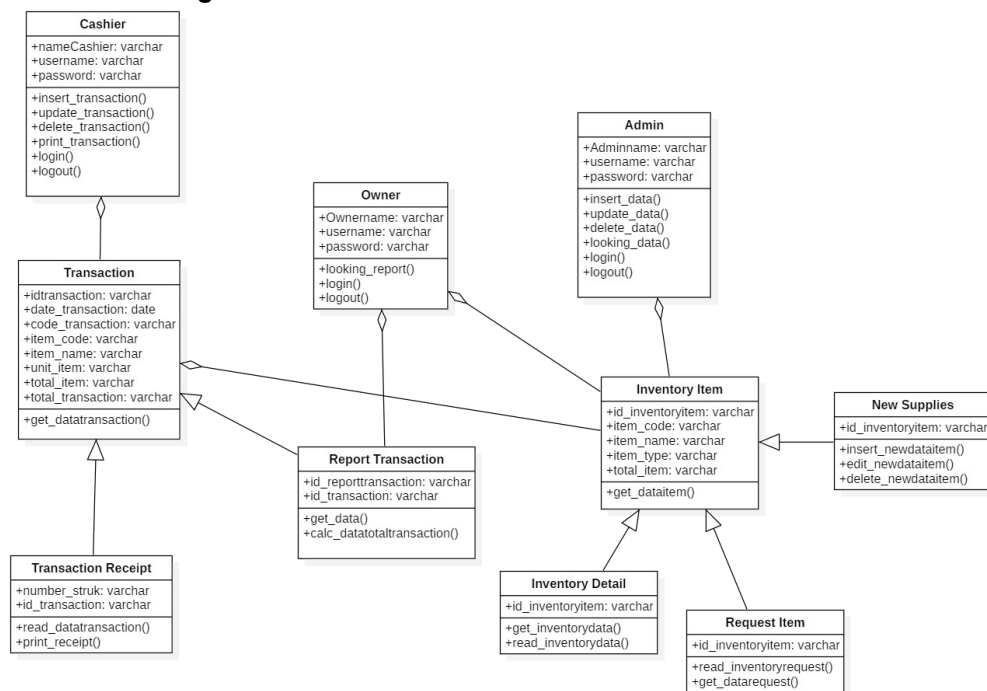 Cashier
+nameCashier: varchar
+username: varchar
+password: varchar
+insert_transaction()
+update_transaction()
+delete_transaction()
+print_transaction()
+login()
+logout()
Admin
+Adminname: varchar
+username: varchar
+password: varchar
+insert_data()
+update_data()
+delete_data()
+looking_data()
+login()
+logout()
Owner
+Ownername: varchar
+username: varchar
+password: varchar
+looking_report()
+login()
+logout()
Transaction
+idtransaction: varchar
+date_transaction: date
+code_transaction: varchar
+item_code: varchar
+item_name: varchar
+unit_item: varchar
+total_item: varchar
+total_transaction: varchar
+get_datatransaction()
Inventory Item
+id_inventoryitem: varchar
+item_code: varchar
+item_name: varchar
+item_type: varchar
+total_item: varchar
+get_dataitem()
New Supplies
+id_inventoryitem: varchar
+insert_newdataitem()
+edit_newdataitem()
+delete_newdataitem()
Report Transaction
+id_reporttransaction: varchar
+id_transaction: varchar
+get_data()
+calc_datatotaltransaction()
Transaction Receipt
+number_struk: varchar
+id_transaction: varchar
+read_datatransaction()
+print_receipt()
Inventory Detail
+id_inventoryitem: varchar
+get_inventorydata()
+read_inventorydata()
Request Item
+id_inventoryitem: varchar
+read_inventoryrequest()
+get_datarequest()